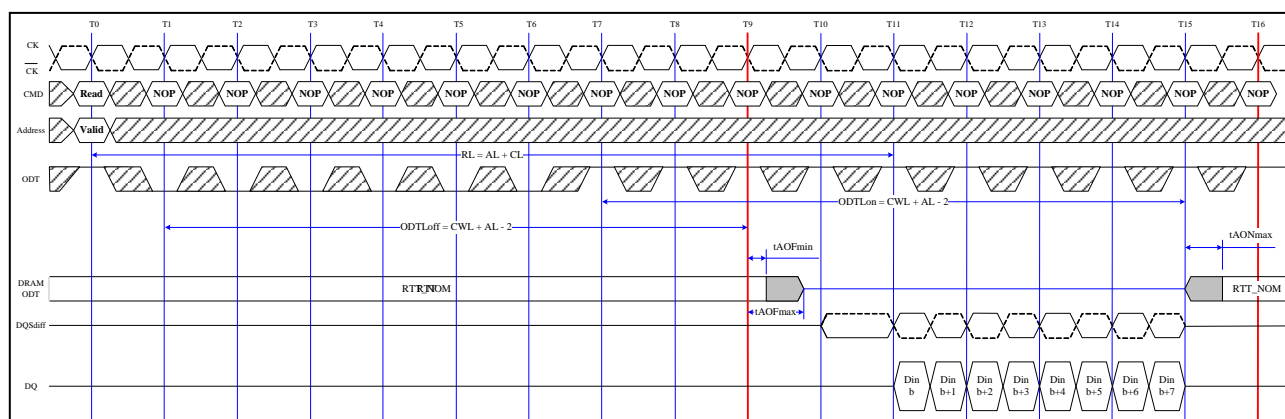 T0 T1 T2 T3 T4 T5 T6 T7 T8 T9 T10 T11 T12 T13 T14 T15 T16
CK
CK
CMD Read NOP NOP NOP NOP NOP NOP NOP NOP NOP NOP NOP NOP NOP NOP NOP NOP
Address Valid
RL = AL + CL
ODT
ODTLon = CWL + AL - 2
ODTLoff = CWL + AL - 2
tAOFmin
tAONmax
DRAM
ODT
RTT_NOM
RTT_NOM
tAOFmax
DQSdiff
DQ
Din
b
Din
b+1
Din
b+2
Din
b+3
Din
b+4
Din
b+5
Din
b+6
Din
b+7